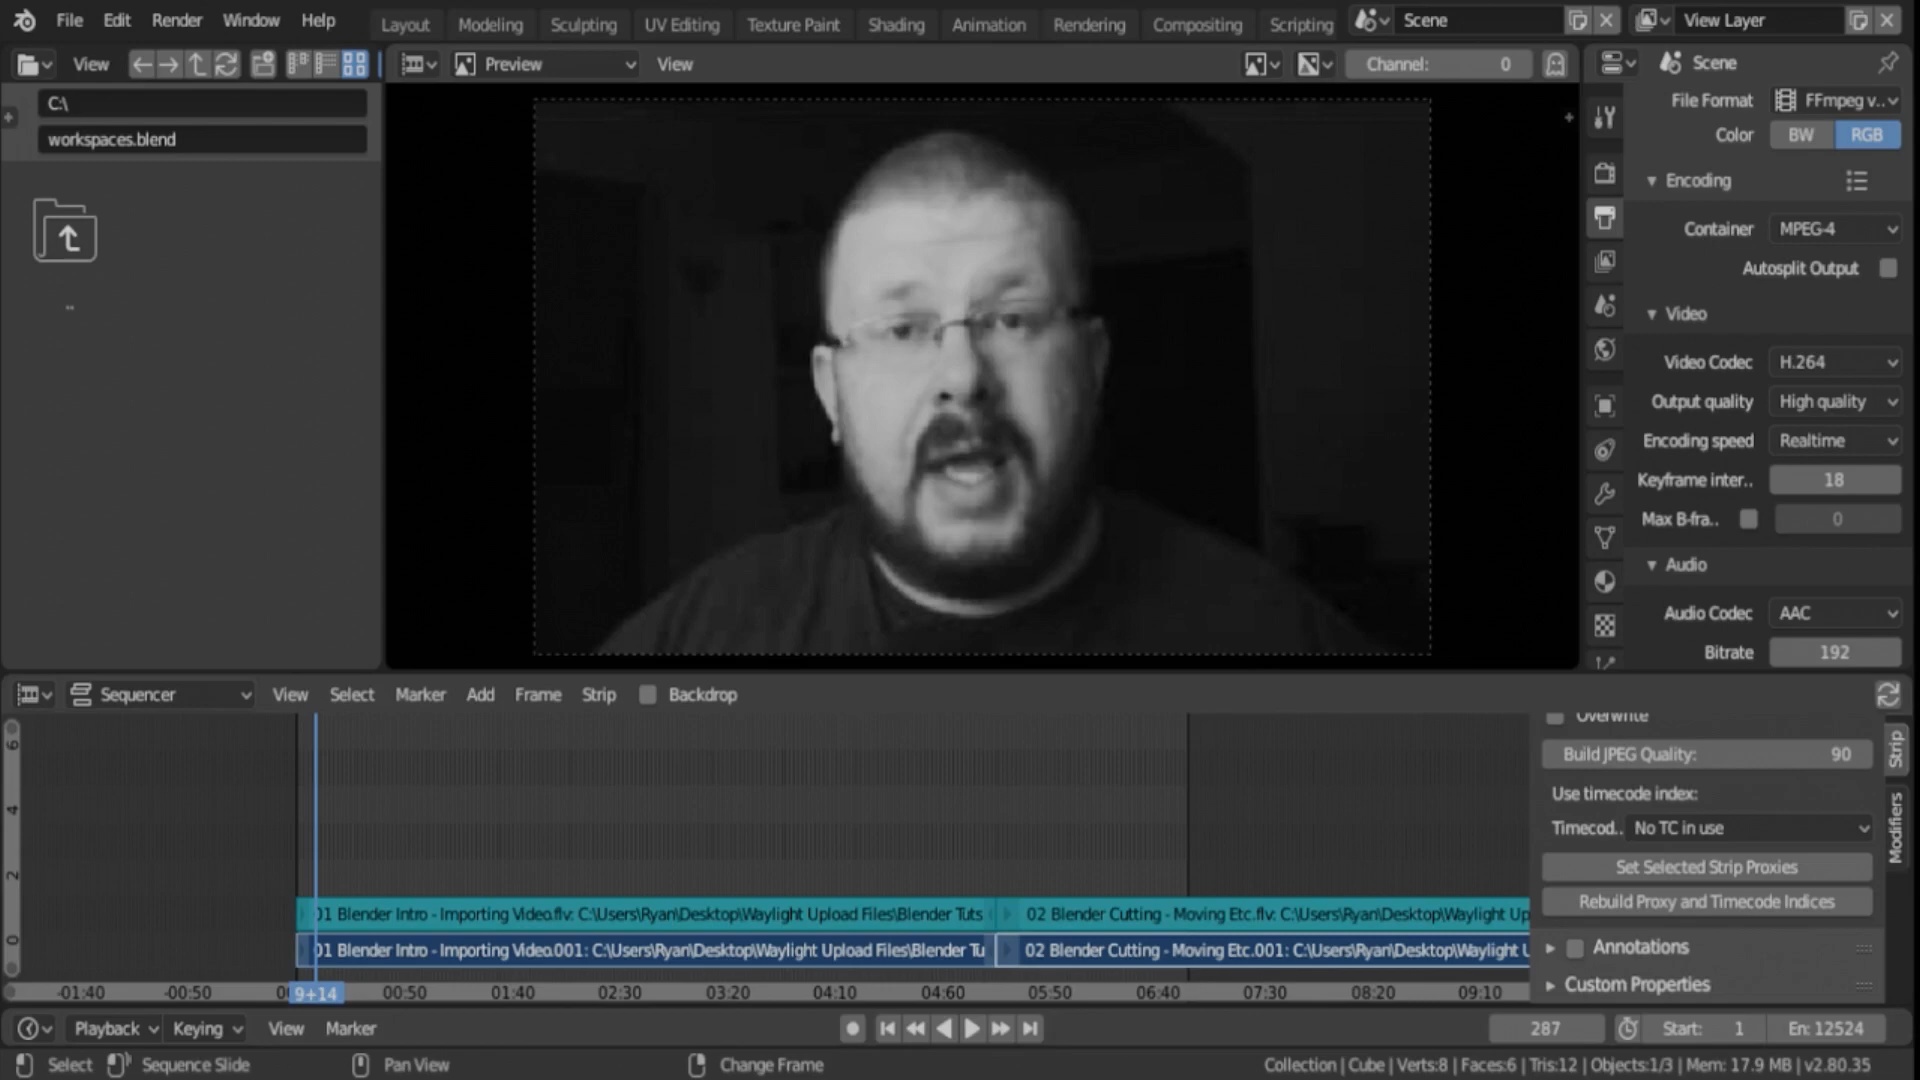 File Edit Render Window Help Layout Modeling Sculpting UV Editing Texture Paint Shading Animation Rendering Compositing Scripting Scene View Layer
View Preview View Channel: 0 Scene
C:\
workspaces.blend
..
File Format FFmpeg v..
Color BW RGB
Encoding
Container MPEG-4
Autosplit Output
Video
Video Codec H.264
Output quality High quality
Encoding speed Realtime
Keyframe inter.. 18
Max B-fra.. 0
Audio
Audio Codec AAC
Bitrate 192
Sequencer View Select Marker Add Frame Strip Backdrop
6
4
2
0
Overwrite
Build JPEG Quality: 90
Use timecode index:
Timecod.. No TC in use
Set Selected Strip Proxies
Rebuild Proxy and Timecode Indices
Annotations
Custom Properties
Strip
Modifiers
01 Blender Intro - Importing Video.flv: C:\Users\Ryan\Desktop\Waylight Upload Files\Blender Tuts 02 Blender Cutting - Moving Etc.flv: C:\Users\Ryan\Desktop\Waylight Up
01 Blender Intro - Importing Video.001: C:\Users\Ryan\Desktop\Waylight Upload Files\Blender Tu 02 Blender Cutting - Moving Etc.001: C:\Users\Ryan\Desktop\Waylight U
-01:40 -00:50 9+14 00:50 01:40 02:30 03:20 04:10 04:60 05:50 06:40 07:30 08:20 09:10
Playback Keying View Marker 287 Start: 1 En: 12524
Select Sequence Slide Pan View Change Frame Collection | Cube | Verts:8 | Faces:6 | Tris:12 | Objects:1/3 | Mem: 17.9 MB | v2.80.35